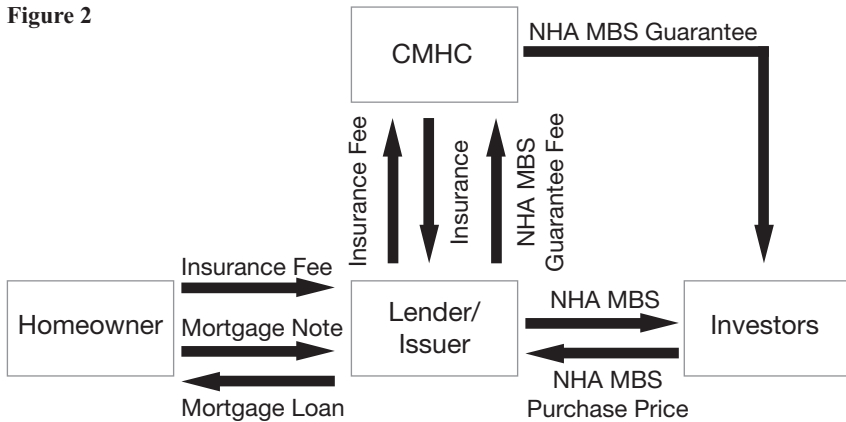 Figure 2
CMHC
NHA MBS Guarantee
Insurance Fee
Insurance
NHA MBS
Guarantee Fee
Insurance Fee
Homeowner
Mortgage Note
Mortgage Loan
Lender/
Issuer
NHA MBS
NHA MBS
Purchase Price
Investors